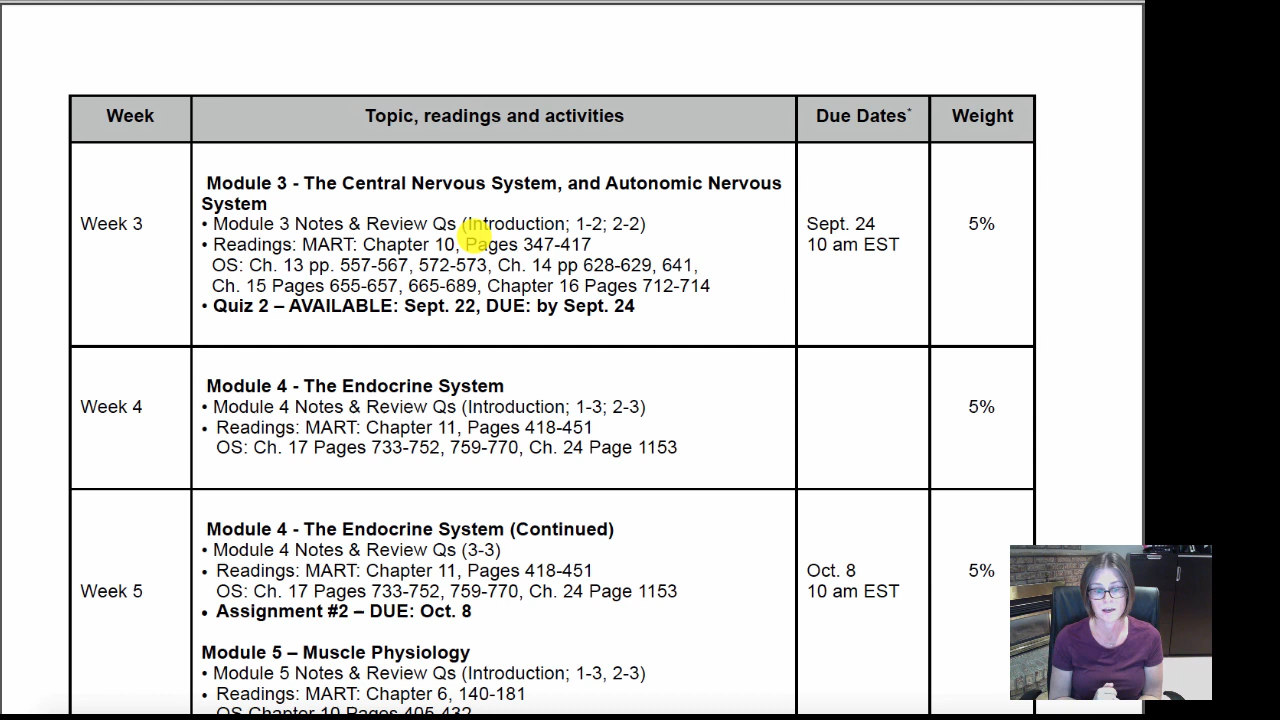 Week Topic, readings and activities Due Dates* Weight
Module 3 - The Central Nervous System, and Autonomic Nervous
System
Week 3 • Module 3 Notes & Review Qs (Introduction; 1-2; 2-2) Sept. 24 5%
• Readings: MART: Chapter 10, Pages 347-417 10 am EST
OS: Ch. 13 pp. 557-567, 572-573, Ch. 14 pp 628-629, 641,
Ch. 15 Pages 655-657, 665-689, Chapter 16 Pages 712-714
• Quiz 2 – AVAILABLE: Sept. 22, DUE: by Sept. 24
Module 4 - The Endocrine System
Week 4 • Module 4 Notes & Review Qs (Introduction; 1-3; 2-3) 5%
• Readings: MART: Chapter 11, Pages 418-451
OS: Ch. 17 Pages 733-752, 759-770, Ch. 24 Page 1153
Module 4 - The Endocrine System (Continued)
• Module 4 Notes & Review Qs (3-3)
• Readings: MART: Chapter 11, Pages 418-451 Oct. 8 5%
Week 5 OS: Ch. 17 Pages 733-752, 759-770, Ch. 24 Page 1153 10 am EST
• Assignment #2 – DUE: Oct. 8
Module 5 – Muscle Physiology
• Module 5 Notes & Review Qs (Introduction; 1-3, 2-3)
• Readings: MART: Chapter 6, 140-181
OS Chapter 10 Pages 405-432